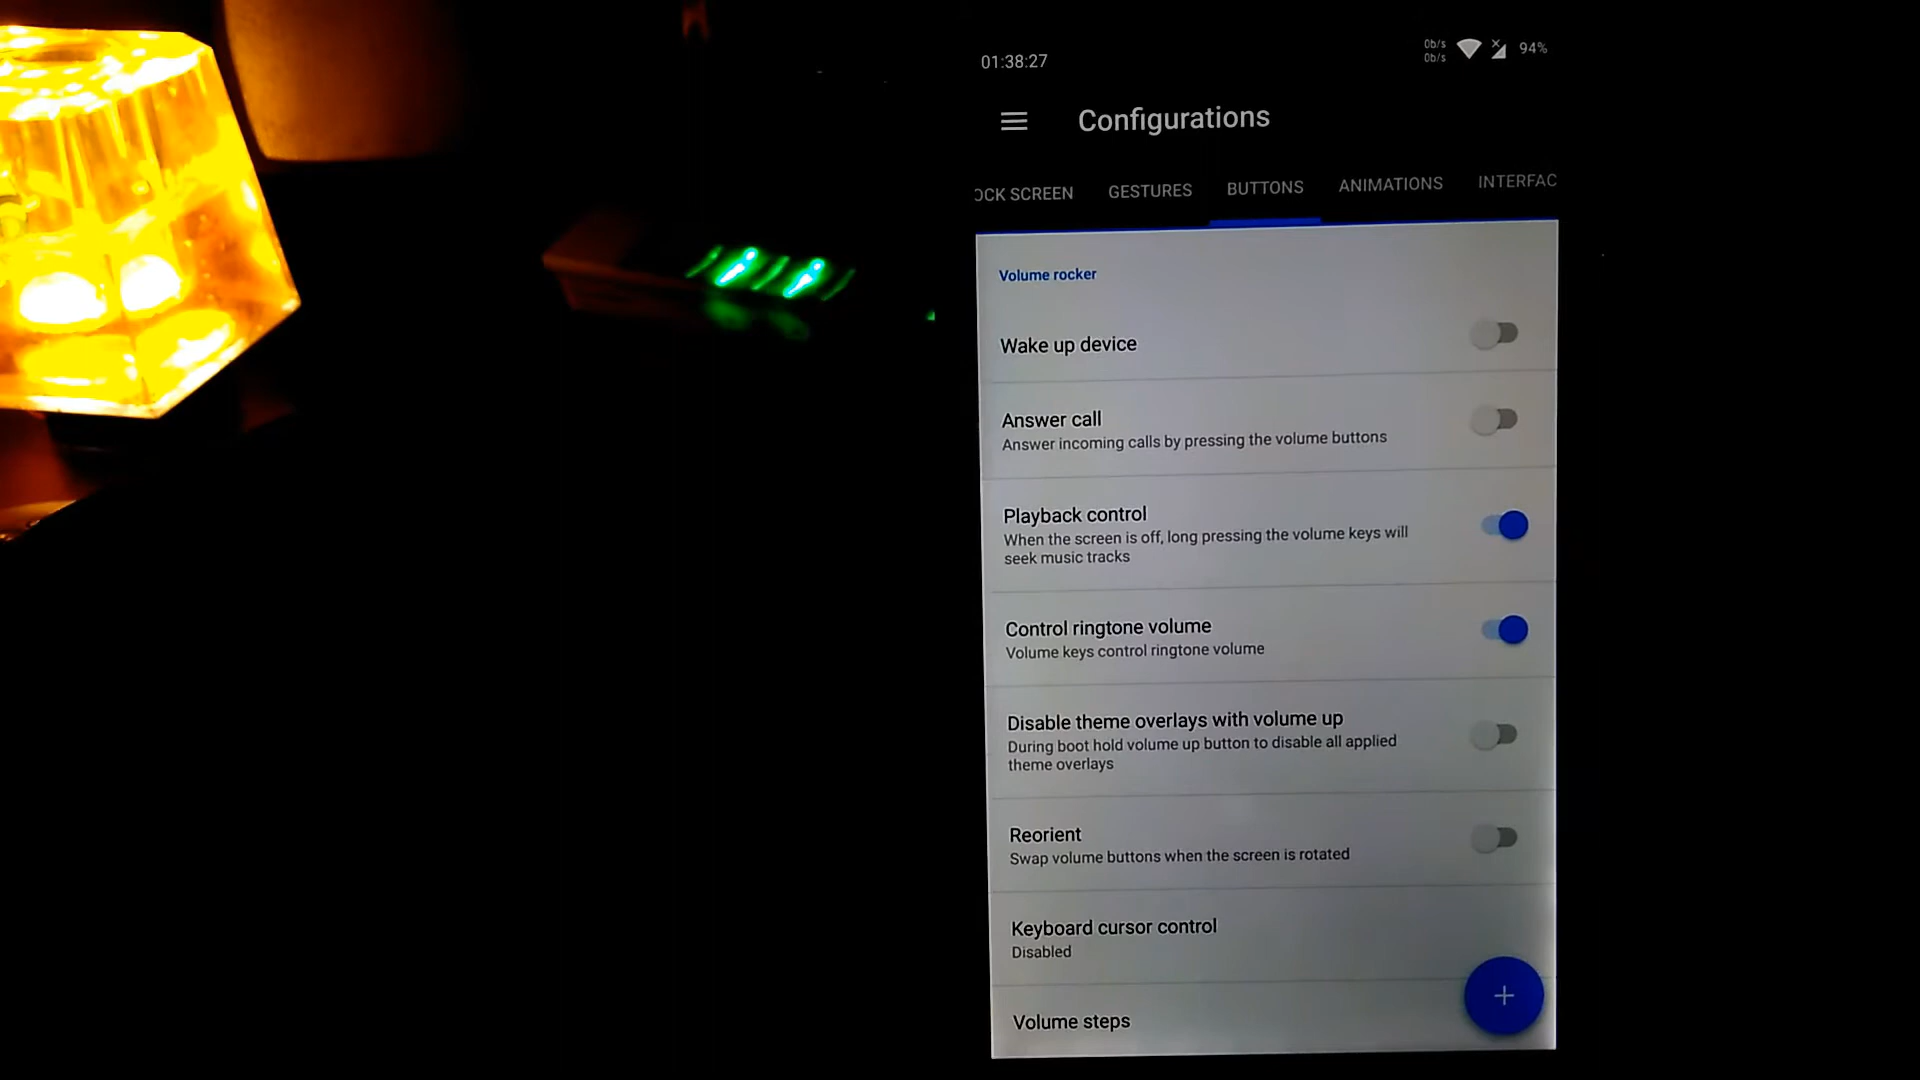 01:38:27
0b/s
0b/s
94%
Configurations
OCK SCREEN GESTURES BUTTONS ANIMATIONS INTERFAC
Volume rocker
Wake up device
Answer call
Answer incoming calls by pressing the volume buttons
Playback control
When the screen is off, long pressing the volume keys will
seek music tracks
Control ringtone volume
Volume keys control ringtone volume
Disable theme overlays with volume up
During boot hold volume up button to disable all applied
theme overlays
Reorient
Swap volume buttons when the screen is rotated
Keyboard cursor control
Disabled
Volume steps